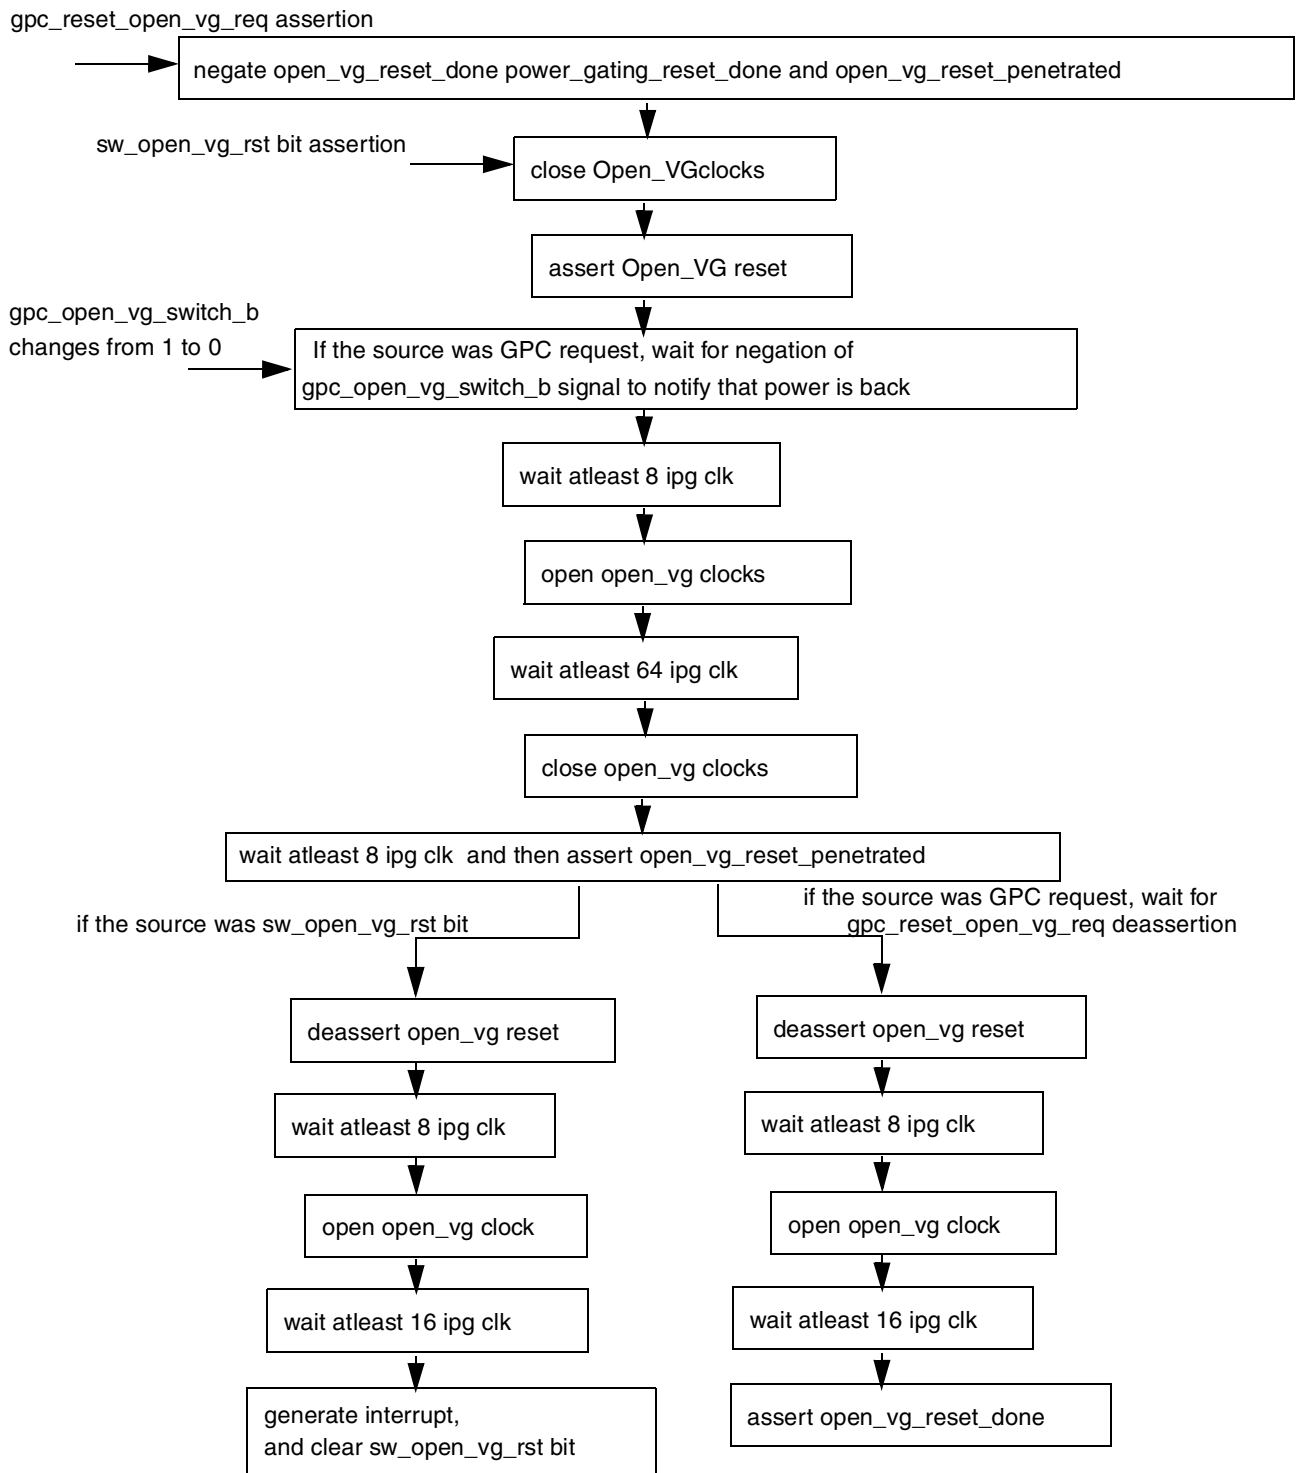 gpc_reset_open_vg_req assertion
negate open_vg_reset_done power_gating_reset_done and open_vg_reset_penetrated
sw_open_vg_rst bit assertion
close Open_VGclocks
assert Open_VG reset
gpc_open_vg_switch_b
changes from 1 to 0
If the source was GPC request, wait for negation of
gpc_open_vg_switch_b signal to notify that power is back
wait atleast 8 ipg clk
open open_vg clocks
wait atleast 64 ipg clk
close open_vg clocks
wait atleast 8 ipg clk  and then assert open_vg_reset_penetrated
if the source was sw_open_vg_rst bit
if the source was GPC request, wait for
gpc_reset_open_vg_req deassertion
deassert open_vg reset
wait atleast 8 ipg clk
open open_vg clock
wait atleast 16 ipg clk
generate interrupt,
and clear sw_open_vg_rst bit
deassert open_vg reset
wait atleast 8 ipg clk
open open_vg clock
wait atleast 16 ipg clk
assert open_vg_reset_done